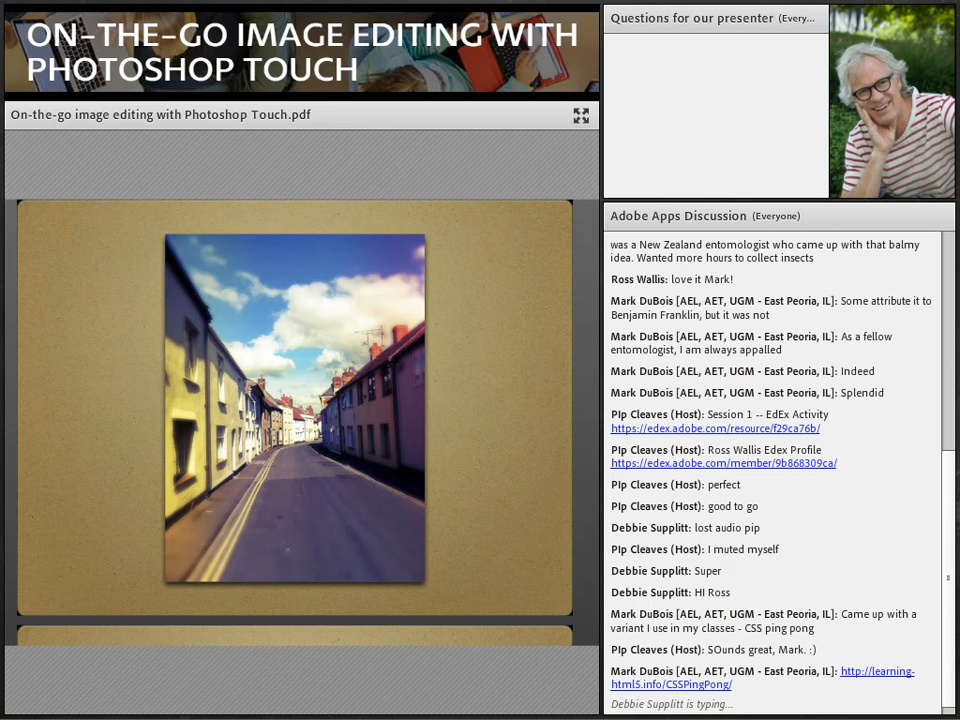 ON-THE-GO IMAGE EDITING WITH
PHOTOSHOP TOUCH
On-the-go image editing with Photoshop Touch.pdf
Questions for our presenter (Every...
Adobe Apps Discussion (Everyone)
was a New Zealand entomologist who came up with that balmy
idea. Wanted more hours to collect insects
Ross Wallis: love it Mark!
Mark DuBois [AEL, AET, UGM - East Peoria, IL]: Some attribute it to
Benjamin Franklin, but it was not
Mark DuBois [AEL, AET, UGM - East Peoria, IL]: As a fellow
entomologist, I am always appalled
Mark DuBois [AEL, AET, UGM - East Peoria, IL]: Indeed
Mark DuBois [AEL, AET, UGM - East Peoria, IL]: Splendid
PIp Cleaves (Host): Session 1 -- EdEx Activity
https://edex.adobe.com/resource/f29ca76b/
PIp Cleaves (Host): Ross Wallis Edex Profile
https://edex.adobe.com/member/9b868309ca/
PIp Cleaves (Host): perfect
PIp Cleaves (Host): good to go
Debbie Supplitt: lost audio pip
PIp Cleaves (Host): I muted myself
Debbie Supplitt: Super
Debbie Supplitt: HI Ross
Mark DuBois [AEL, AET, UGM - East Peoria, IL]: Came up with a
variant I use in my classes - CSS ping pong
PIp Cleaves (Host): SOunds great, Mark. :)
Mark DuBois [AEL, AET, UGM - East Peoria, IL]: http://learning-
html5.info/CSSPingPong/
Debbie Supplitt is typing...